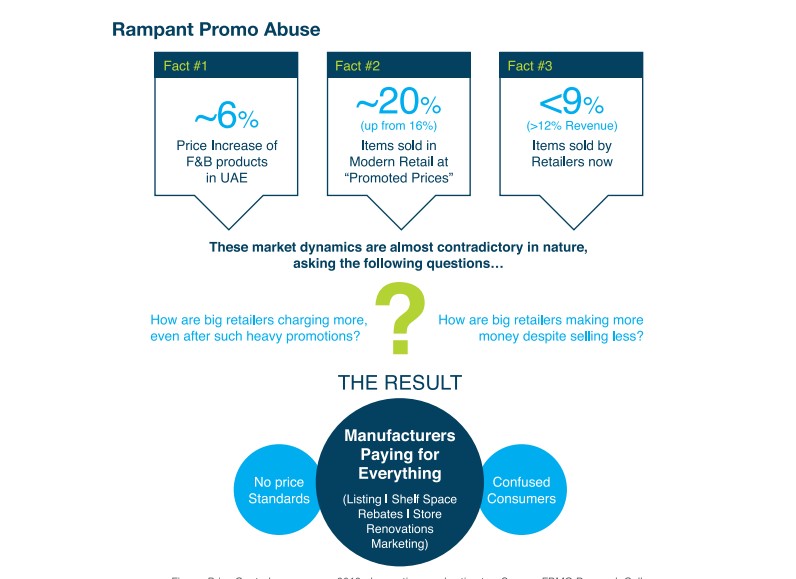 Rampant Promo Abuse
Fact #1
~6%
Price Increase of
F&B products
in UAE
Fact #2
~20%
(up from 16%)
Items sold in
Modern Retail at
“Promoted Prices”
Fact #3
<9%
(>12% Revenue)
Items sold by
Retailers now
These market dynamics are almost contradictory in nature,
asking the following questions…
How are big retailers charging more,
even after such heavy promotions?
?
How are big retailers making more
money despite selling less?
THE RESULT
No price
Standards
Manufacturers
Paying for
Everything
(Listing I Shelf Space
Rebates I Store
Renovations
Marketing)
Confused
Consumers